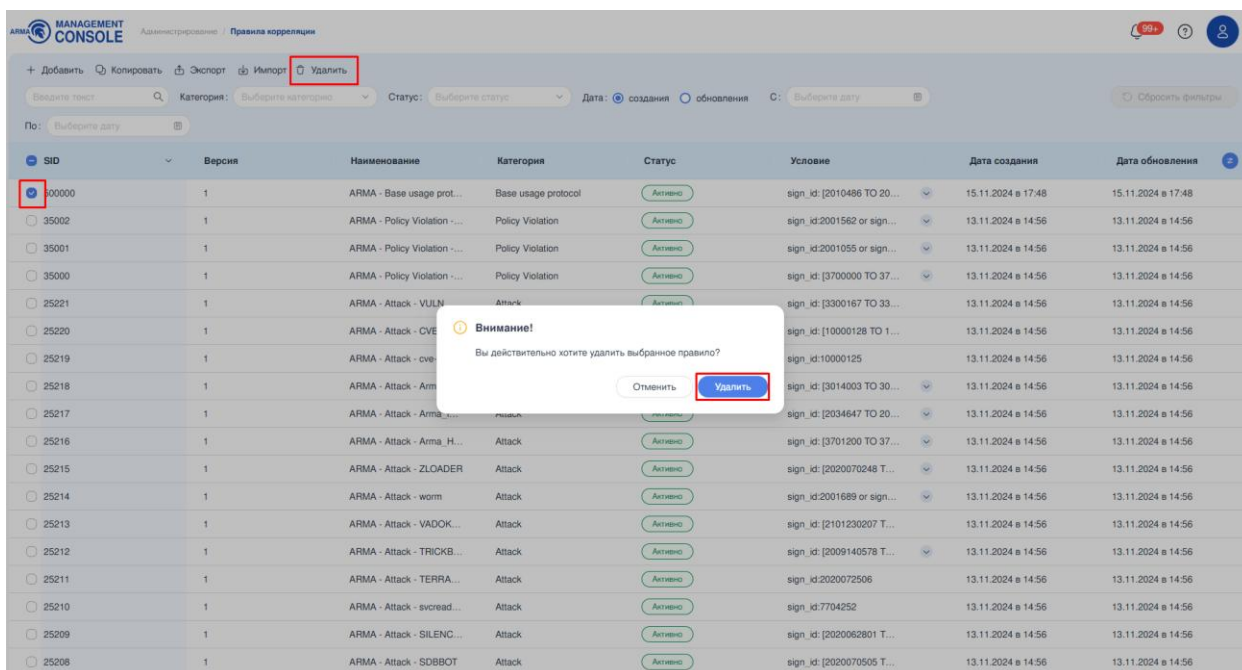 ARMA MANAGEMENT CONSOLE Администрирование / Правила корреляции 99+
+ Добавить Копировать Экспорт Импорт Удалить
Введите текст Категория: Выберите категорию Статус: Выберите статус Дата: создания обновления С: Выберите дату Сбросить фильтры
По: Выберите дату
SID Версия Наименование Категория Статус Условие Дата создания Дата обновления
500000 1 ARMA - Base usage prot... Base usage protocol Активно sign_id: [2010486 TO 20... 15.11.2024 в 17:48 15.11.2024 в 17:48
35002 1 ARMA - Policy Violation -... Policy Violation Активно sign_id:2001562 or sign... 13.11.2024 в 14:56 13.11.2024 в 14:56
35001 1 ARMA - Policy Violation -... Policy Violation Активно sign_id:2001055 or sign... 13.11.2024 в 14:56 13.11.2024 в 14:56
35000 1 ARMA - Policy Violation -... Policy Violation Активно sign_id: [3700000 TO 37... 13.11.2024 в 14:56 13.11.2024 в 14:56
25221 1 ARMA - Attack - VULN Attack Активно sign_id: [3300167 TO 33... 13.11.2024 в 14:56 13.11.2024 в 14:56
25220 1 ARMA - Attack - CVE sign_id: [10000128 TO 1... 13.11.2024 в 14:56 13.11.2024 в 14:56
Внимание!
25219 1 ARMA - Attack - cve- sign_id:10000125 13.11.2024 в 14:56 13.11.2024 в 14:56
Вы действительно хотите удалить выбранное правило?
25218 1 ARMA - Attack - Arm sign_id: [3014003 TO 30... 13.11.2024 в 14:56 13.11.2024 в 14:56
Отменить Удалить
25217 1 ARMA - Attack - Arma Attack Активно sign_id: [2034647 TO 20... 13.11.2024 в 14:56 13.11.2024 в 14:56
25216 1 ARMA - Attack - Arma_H... Attack Активно sign_id: [3701200 TO 37... 13.11.2024 в 14:56 13.11.2024 в 14:56
25215 1 ARMA - Attack - ZLOADER Attack Активно sign_id: [2020070248 T... 13.11.2024 в 14:56 13.11.2024 в 14:56
25214 1 ARMA - Attack - worm Attack Активно sign_id:2001689 or sign... 13.11.2024 в 14:56 13.11.2024 в 14:56
25213 1 ARMA - Attack - VADOK... Attack Активно sign_id: [2101230207 T... 13.11.2024 в 14:56 13.11.2024 в 14:56
25212 1 ARMA - Attack - TRICKB... Attack Активно sign_id: [2009140578 T... 13.11.2024 в 14:56 13.11.2024 в 14:56
25211 1 ARMA - Attack - TERRA... Attack Активно sign_id:2020072506 13.11.2024 в 14:56 13.11.2024 в 14:56
25210 1 ARMA - Attack - svcread... Attack Активно sign_id:7704252 13.11.2024 в 14:56 13.11.2024 в 14:56
25209 1 ARMA - Attack - SILENC... Attack Активно sign_id: [2020062801 T... 13.11.2024 в 14:56 13.11.2024 в 14:56
25208 1 ARMA - Attack - SDBBOT Attack Активно sign_id: [2020070505 T... 13.11.2024 в 14:56 13.11.2024 в 14:56